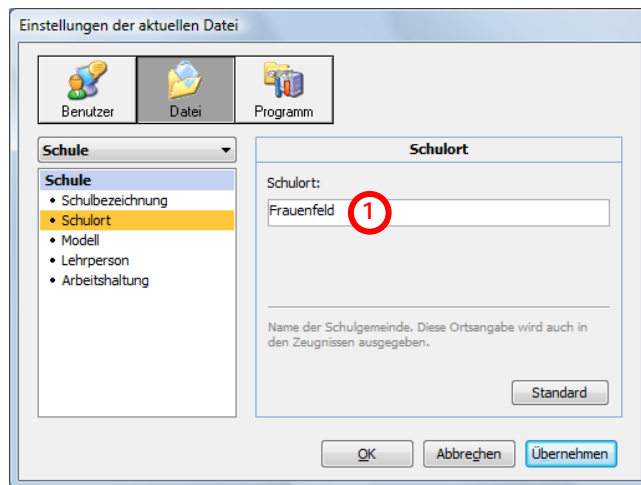 Einstellungen der aktuellen Datei
Benutzer
Datei
Programm
Schule
Schule
• Schulbezeichnung
• Schulort
• Modell
• Lehrperson
• Arbeitshaltung
Schulort
Schulort:
Frauenfeld 1
Name der Schulgemeinde. Diese Ortsangabe wird auch in
den Zeugnissen ausgegeben.
Standard
OK
Abbrechen
Übernehmen